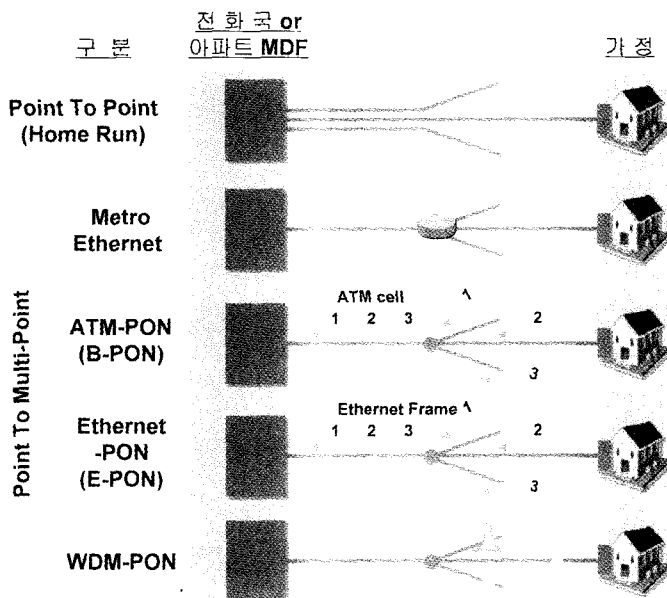 구 분
전 화 국 or
아파트 MDF
가 정
Point To Point
(Home Run)
Metro
Ethernet
Point To Multi-Point
ATM-PON
(B-PON)
ATM cell
1 2 3
1
2
3
Ethernet
-PON
(E-PON)
Ethernet Frame
1 2 3
1
2
3
WDM-PON